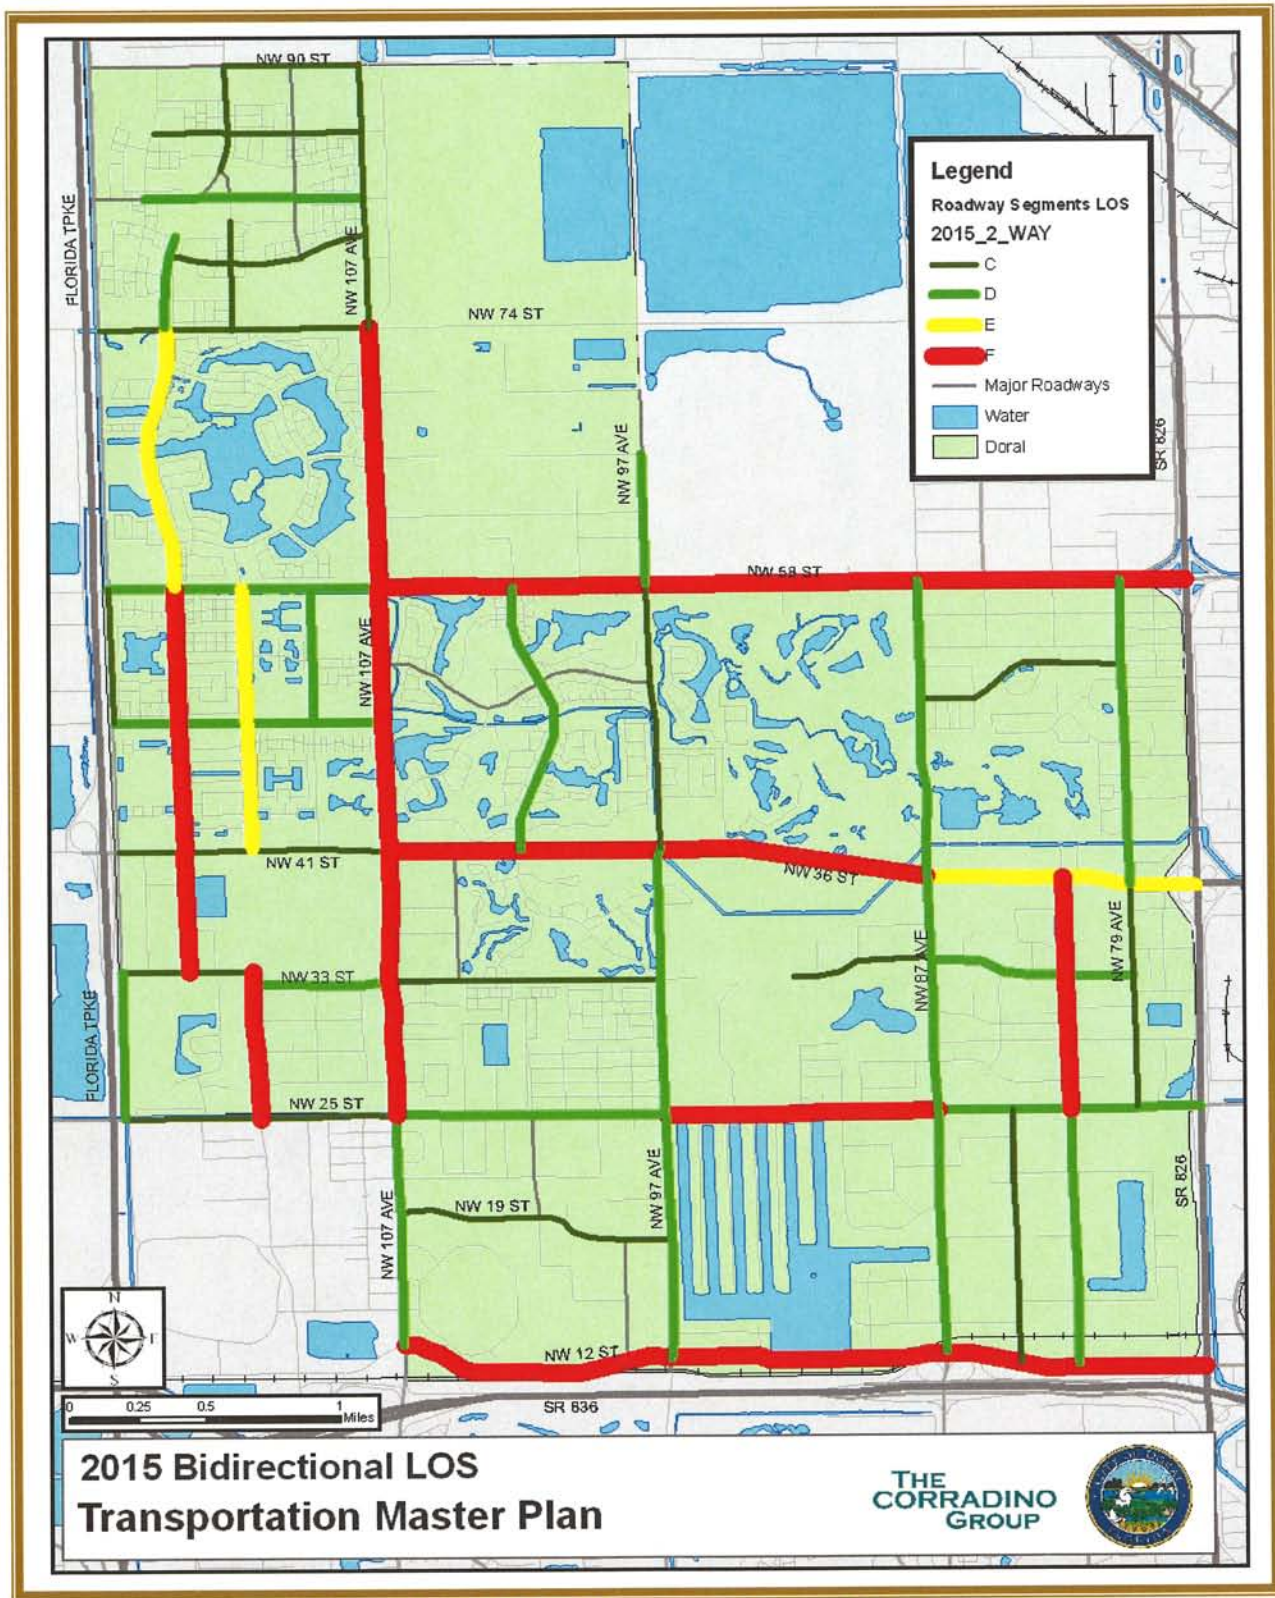 NW 90 ST
FLORIDA TPKE
NW 107 AVE
NW 74 ST
Legend
Roadway Segments LOS
2015_2_WAY
C
D
E
F
Major Roadways
Water
Doral
SR 826
NW 97 AVE
NW 58 ST
NW 107 AVE
NW 41 ST
NW 36 ST
NW 87 AVE
NW 79 AVE
NW 33 ST
FLORIDA TPKE
NW 25 ST
NW 107 AVE
NW 19 ST
NW 97 AVE
SR 826
NW 12 ST
SR 836
N
W
S
0 0.25 0.5 1
Miles
2015 Bidirectional LOS
Transportation Master Plan
THE
CORRADINO
GROUP